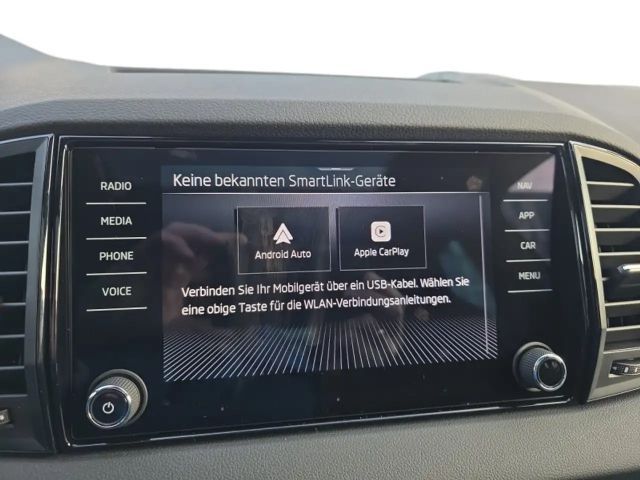 Keine bekannten SmartLink-Geräte
RADIO
MEDIA
PHONE
VOICE
Android Auto
Apple CarPlay
Verbinden Sie Ihr Mobilgerät über ein USB-Kabel. Wählen Sie
eine obige Taste für die WLAN-Verbindungsanleitungen.
NAV
APP
CAR
MENU